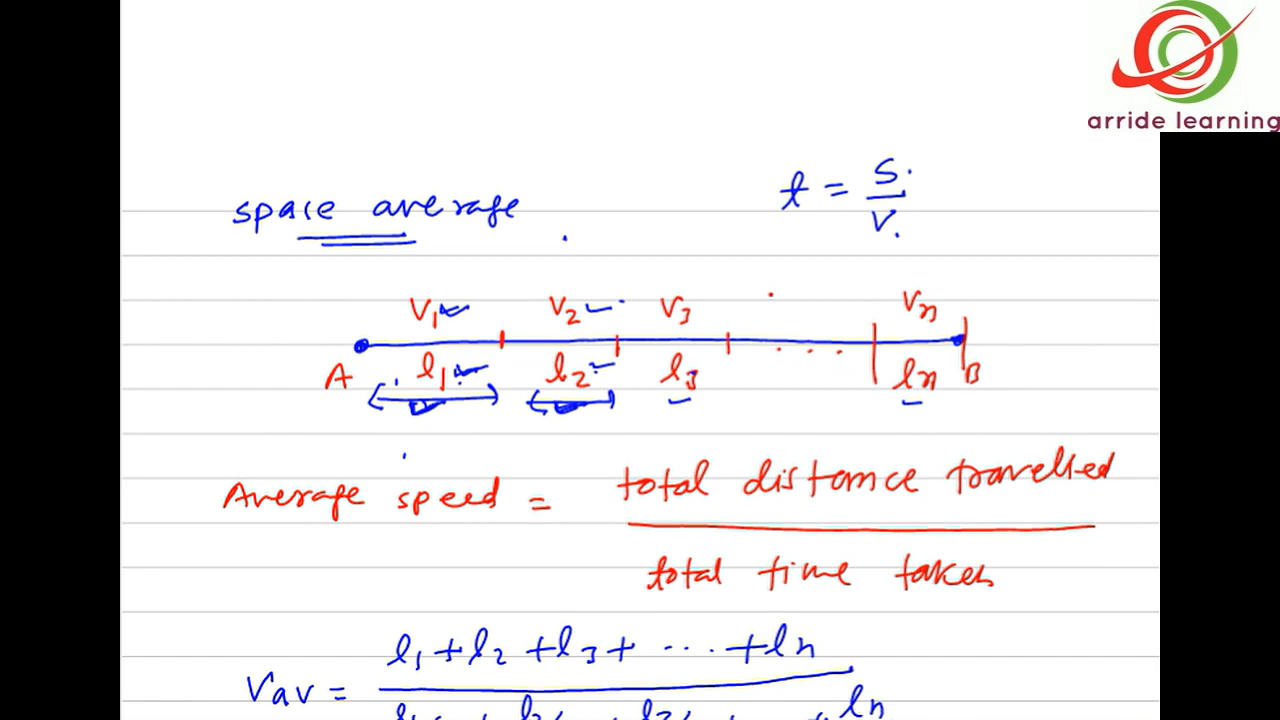 arride learning
space average
t = S/V
V1 V2 V3 Vn
A l1 l2 l3 ... ln B
Average speed = total distance travelled
total time taken
Vav = l1 + l2 + l3 + ... + ln